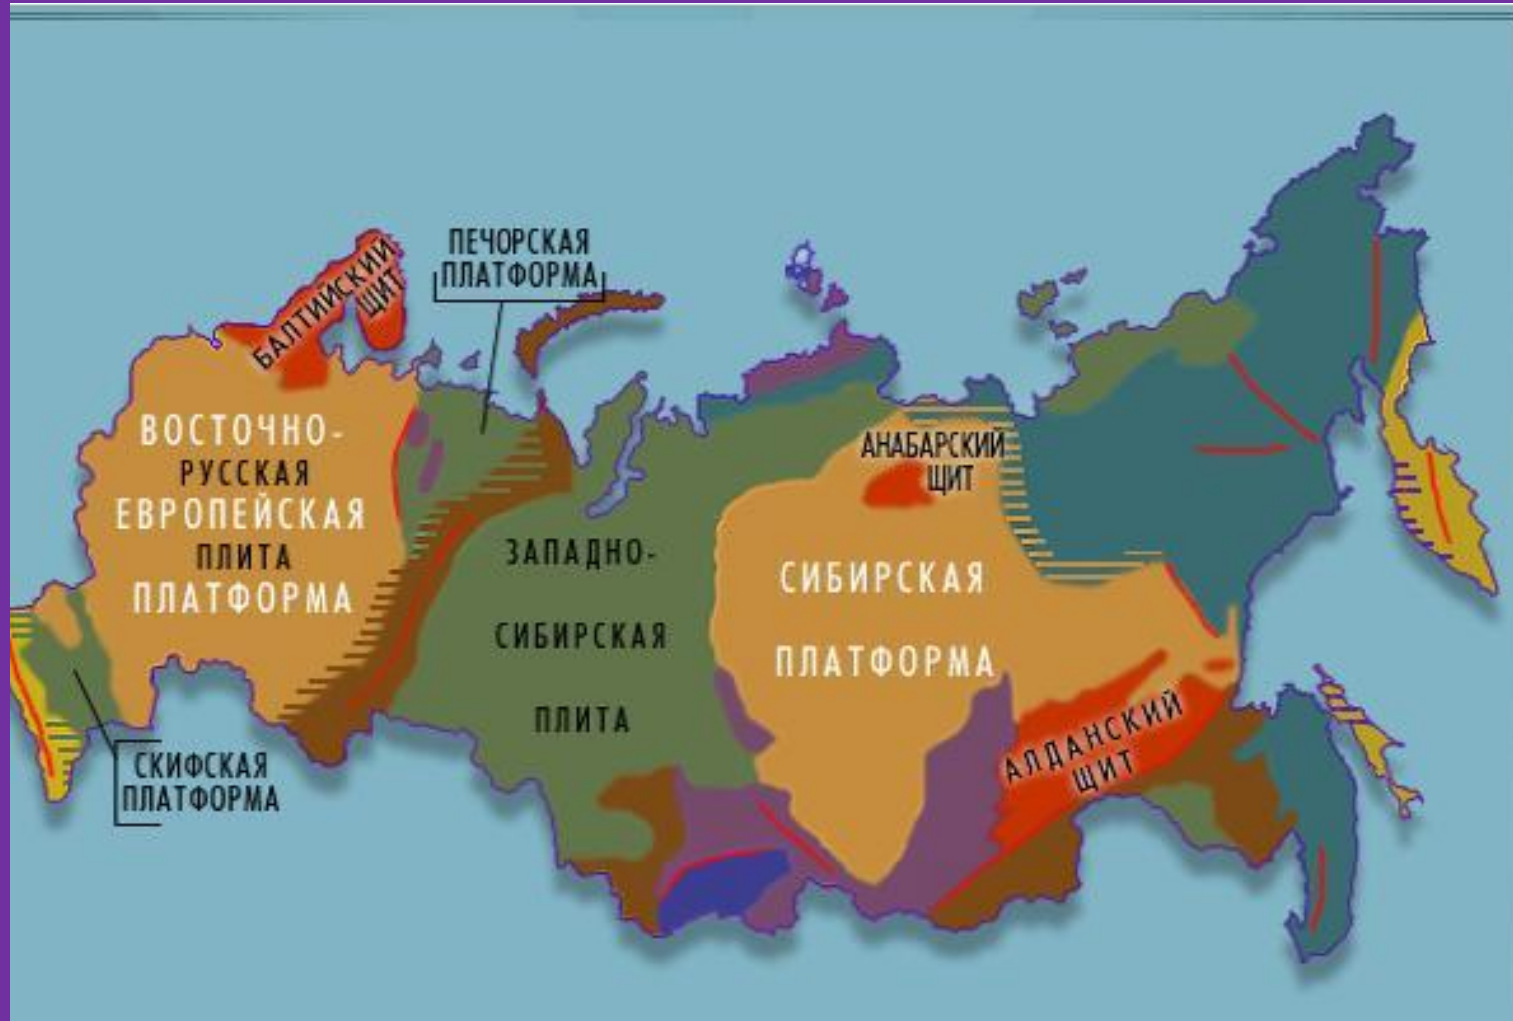 ПЕЧОРСКАЯ
ПЛАТФОРМА
БАЛТИЙСКИЙ
ЩИТ
ВОСТОЧНО-
РУССКАЯ
ЕВРОПЕЙСКАЯ
ПЛИТА
ПЛАТФОРМА
АНАБАРСКИЙ
ЩИТ
ЗАПАДНО-
СИБИРСКАЯ
ПЛИТА
СИБИРСКАЯ
ПЛАТФОРМА
АЛДАНСКИЙ
ЩИТ
СКИФСКАЯ
ПЛАТФОРМА